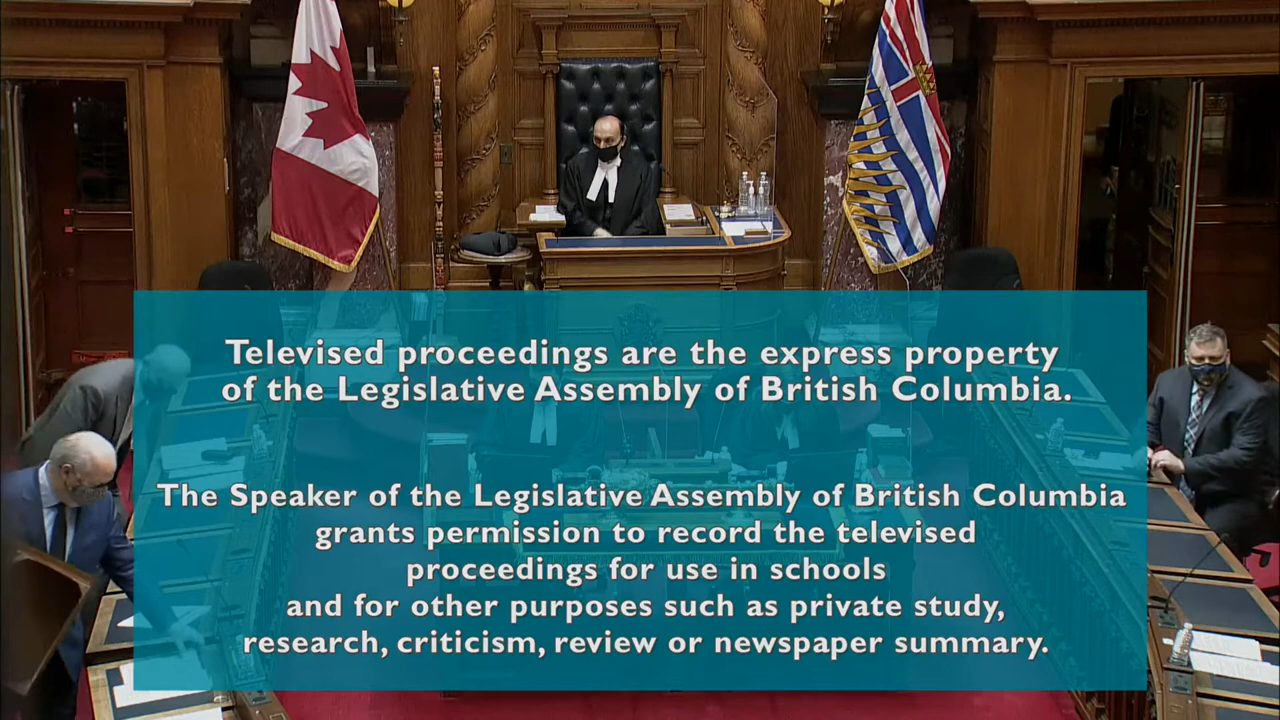 Televised proceedings are the express property
of the Legislative Assembly of British Columbia.
The Speaker of the Legislative Assembly of British Columbia
grants permission to record the televised
proceedings for use in schools
and for other purposes such as private study,
research, criticism, review or newspaper summary.